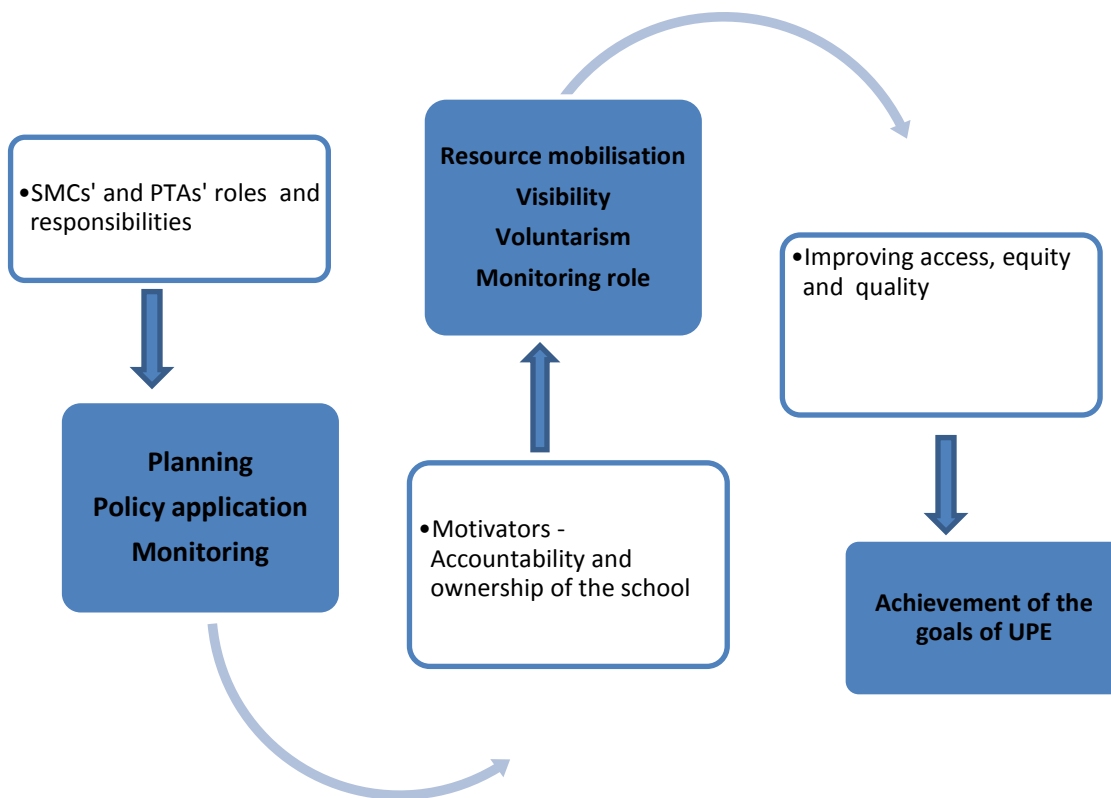 •SMCs' and PTAs' roles and
responsibilities
Planning
Policy application
Monitoring
Resource mobilisation
Visibility
Voluntarism
Monitoring role
•Motivators -
Accountability and
ownership of the school
•Improving access, equity
and quality
Achievement of the
goals of UPE